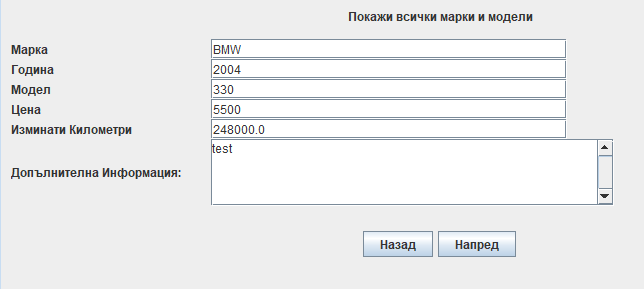 Покажи всички марки и модели
Марка BMW
Година 2004
Модел 330
Цена 5500
Изминати Километри 248000.0
test
Допълнителна Информация:
Назад Напред